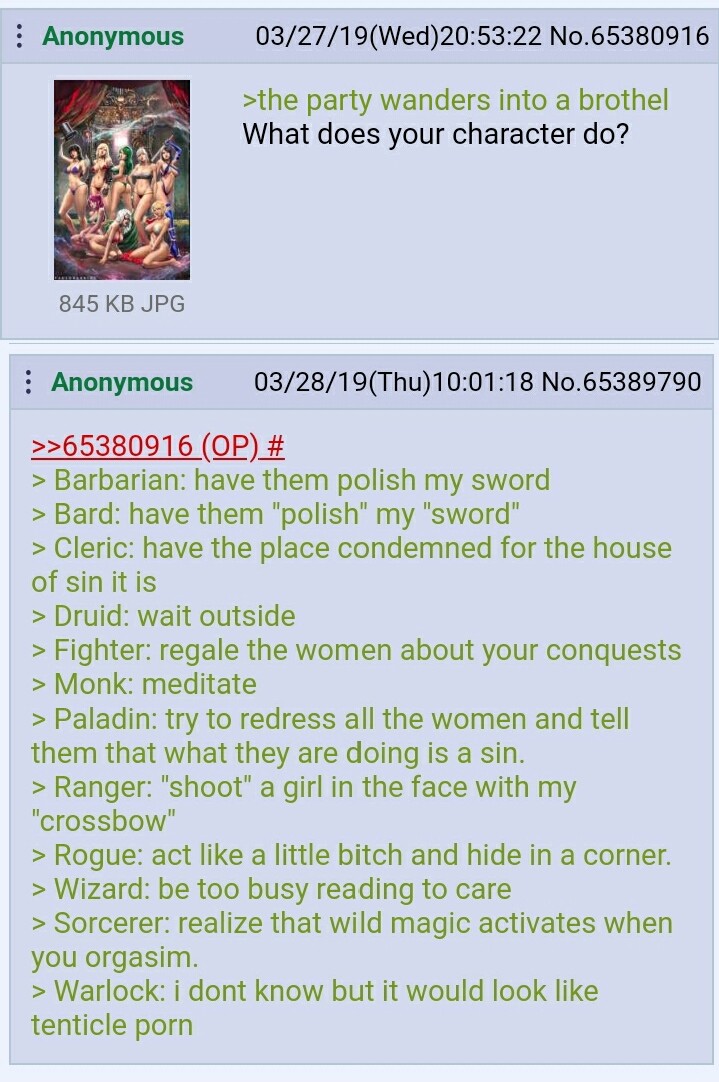 Anonymous 03/27/19(Wed)20:53:22 No.65380916
>the party wanders into a brothel
What does your character do?
845 KB JPG
Anonymous 03/28/19(Thu)10:01:18 No.65389790
>>65380916 (OP) #
> Barbarian: have them polish my sword
> Bard: have them "polish" my "sword"
> Cleric: have the place condemned for the house
of sin it is
> Druid: wait outside
> Fighter: regale the women about your conquests
> Monk: meditate
> Paladin: try to redress all the women and tell
them that what they are doing is a sin.
> Ranger: "shoot" a girl in the face with my
"crossbow"
> Rogue: act like a little bitch and hide in a corner.
> Wizard: be too busy reading to care
> Sorcerer: realize that wild magic activates when
you orgasim.
> Warlock: i dont know but it would look like
tenticle porn